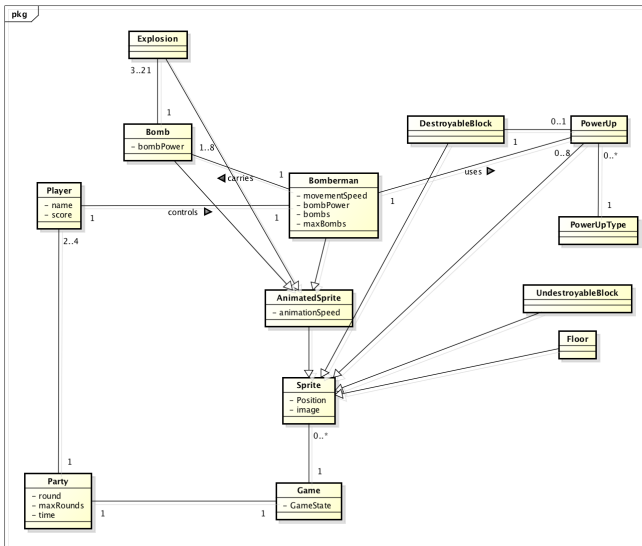 pkg
Explosion
3..21
1
Bomb
- bombPower
1..8
carries
1
DestroyableBlock
0..1
1
PowerUp
0..8
0..*
uses
1
PowerUpType
Bomberman
- movementSpeed
- bombPower
- bombs
- maxBombs
1
1
Player
- name
- score
1
controls
2..4
AnimatedSprite
- animationSpeed
UndestroyableBlock
Floor
Sprite
- Position
- image
0..*
1
1
Party
- round
- maxRounds
- time
1
1
Game
- GameState